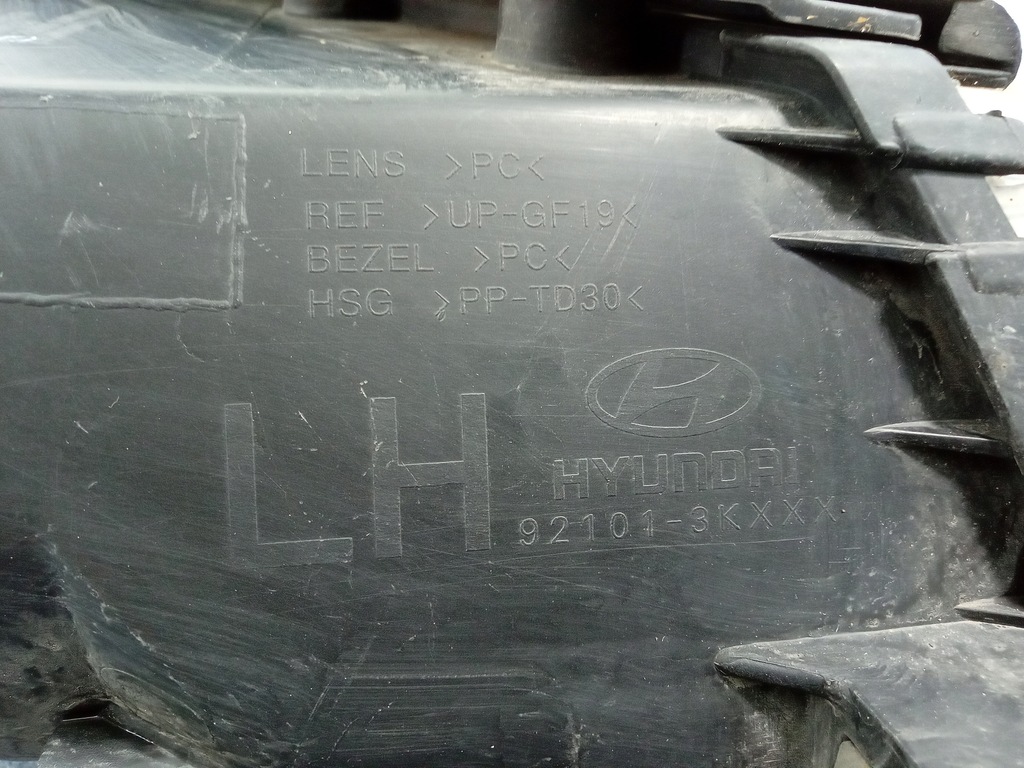 LENS >PC<
REF >UP-GF19<
BEZEL >PC<
HSG >PP-TD30<
LH
HYUNDAI
92101-3KXXX